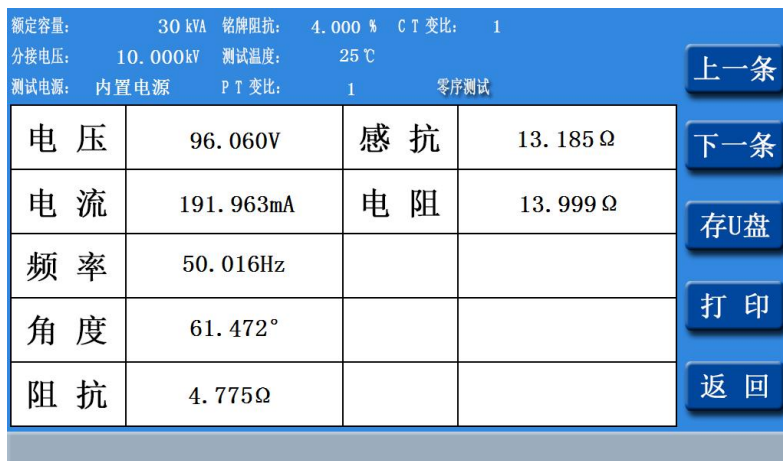 额定容量: 30 kVA 铭牌阻抗: 4.000 % CT变比: 1
分接电压: 10.000kV 测试温度: 25℃
测试电源: 内置电源 PT变比: 1 零序测试
电压 96.060V 感抗 13.185Ω
电流 191.963mA 电阻 13.999Ω
频率 50.016Hz
角度 61.472°
阻抗 4.775Ω
上一条
下一条
存U盘
打印
返回